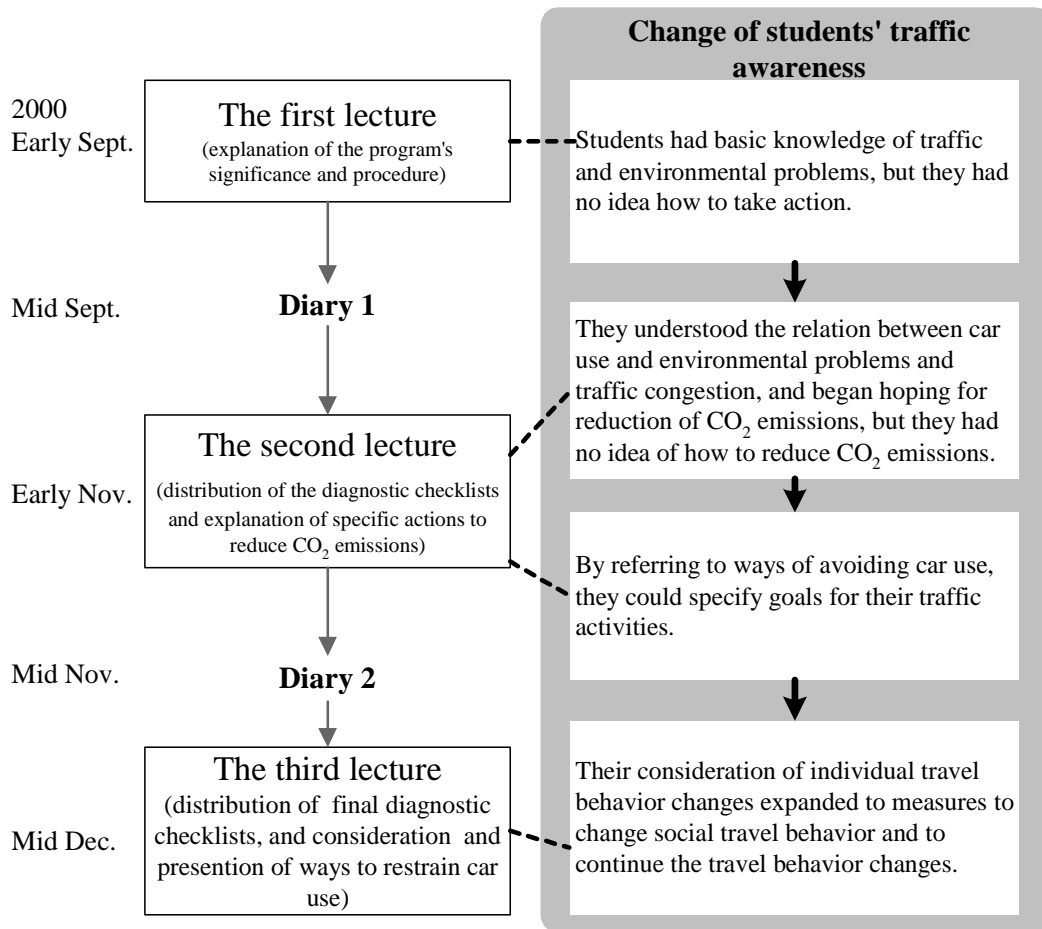 Change of students' traffic
awareness
2000
Early Sept.
The first lecture
(explanation of the program's
significance and procedure)
Students had basic knowledge of traffic
and environmental problems, but they had
no idea how to take action.
Mid Sept.
Diary 1
They understood the relation between car
use and environmental problems and
traffic congestion, and began hoping for
reduction of CO2 emissions, but they had
no idea of how to reduce CO2 emissions.
Early Nov.
The second lecture
(distribution of the diagnostic checklists
and explanation of specific actions to
reduce CO2 emissions)
By referring to ways of avoiding car use,
they could specify goals for their traffic
activities.
Mid Nov.
Diary 2
Mid Dec.
The third lecture
(distribution of final diagnostic
checklists, and consideration and
presention of ways to restrain car
use)
Their consideration of individual travel
behavior changes expanded to measures to
change social travel behavior and to
continue the travel behavior changes.